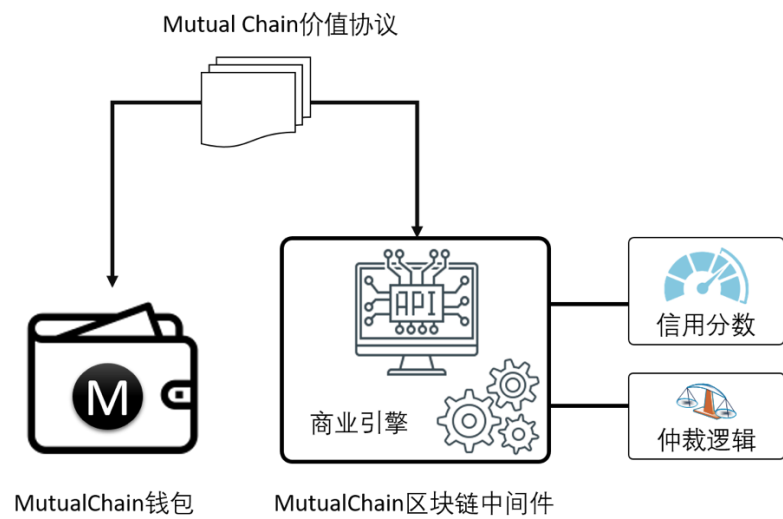 Mutual Chain价值协议
API
信用分数
商业引擎
仲裁逻辑
M
MutualChain钱包
MutualChain区块链中间件